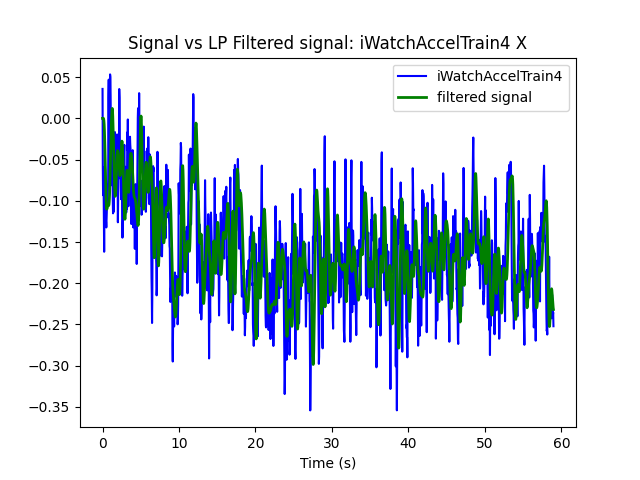 Signal vs LP Filtered signal: iWatchAccelTrain4 X
iWatchAccelTrain4
filtered signal
0.05
0.00
−0.05
−0.10
−0.15
−0.20
−0.25
−0.30
−0.35
0 10 20 30 40 50 60
Time (s)